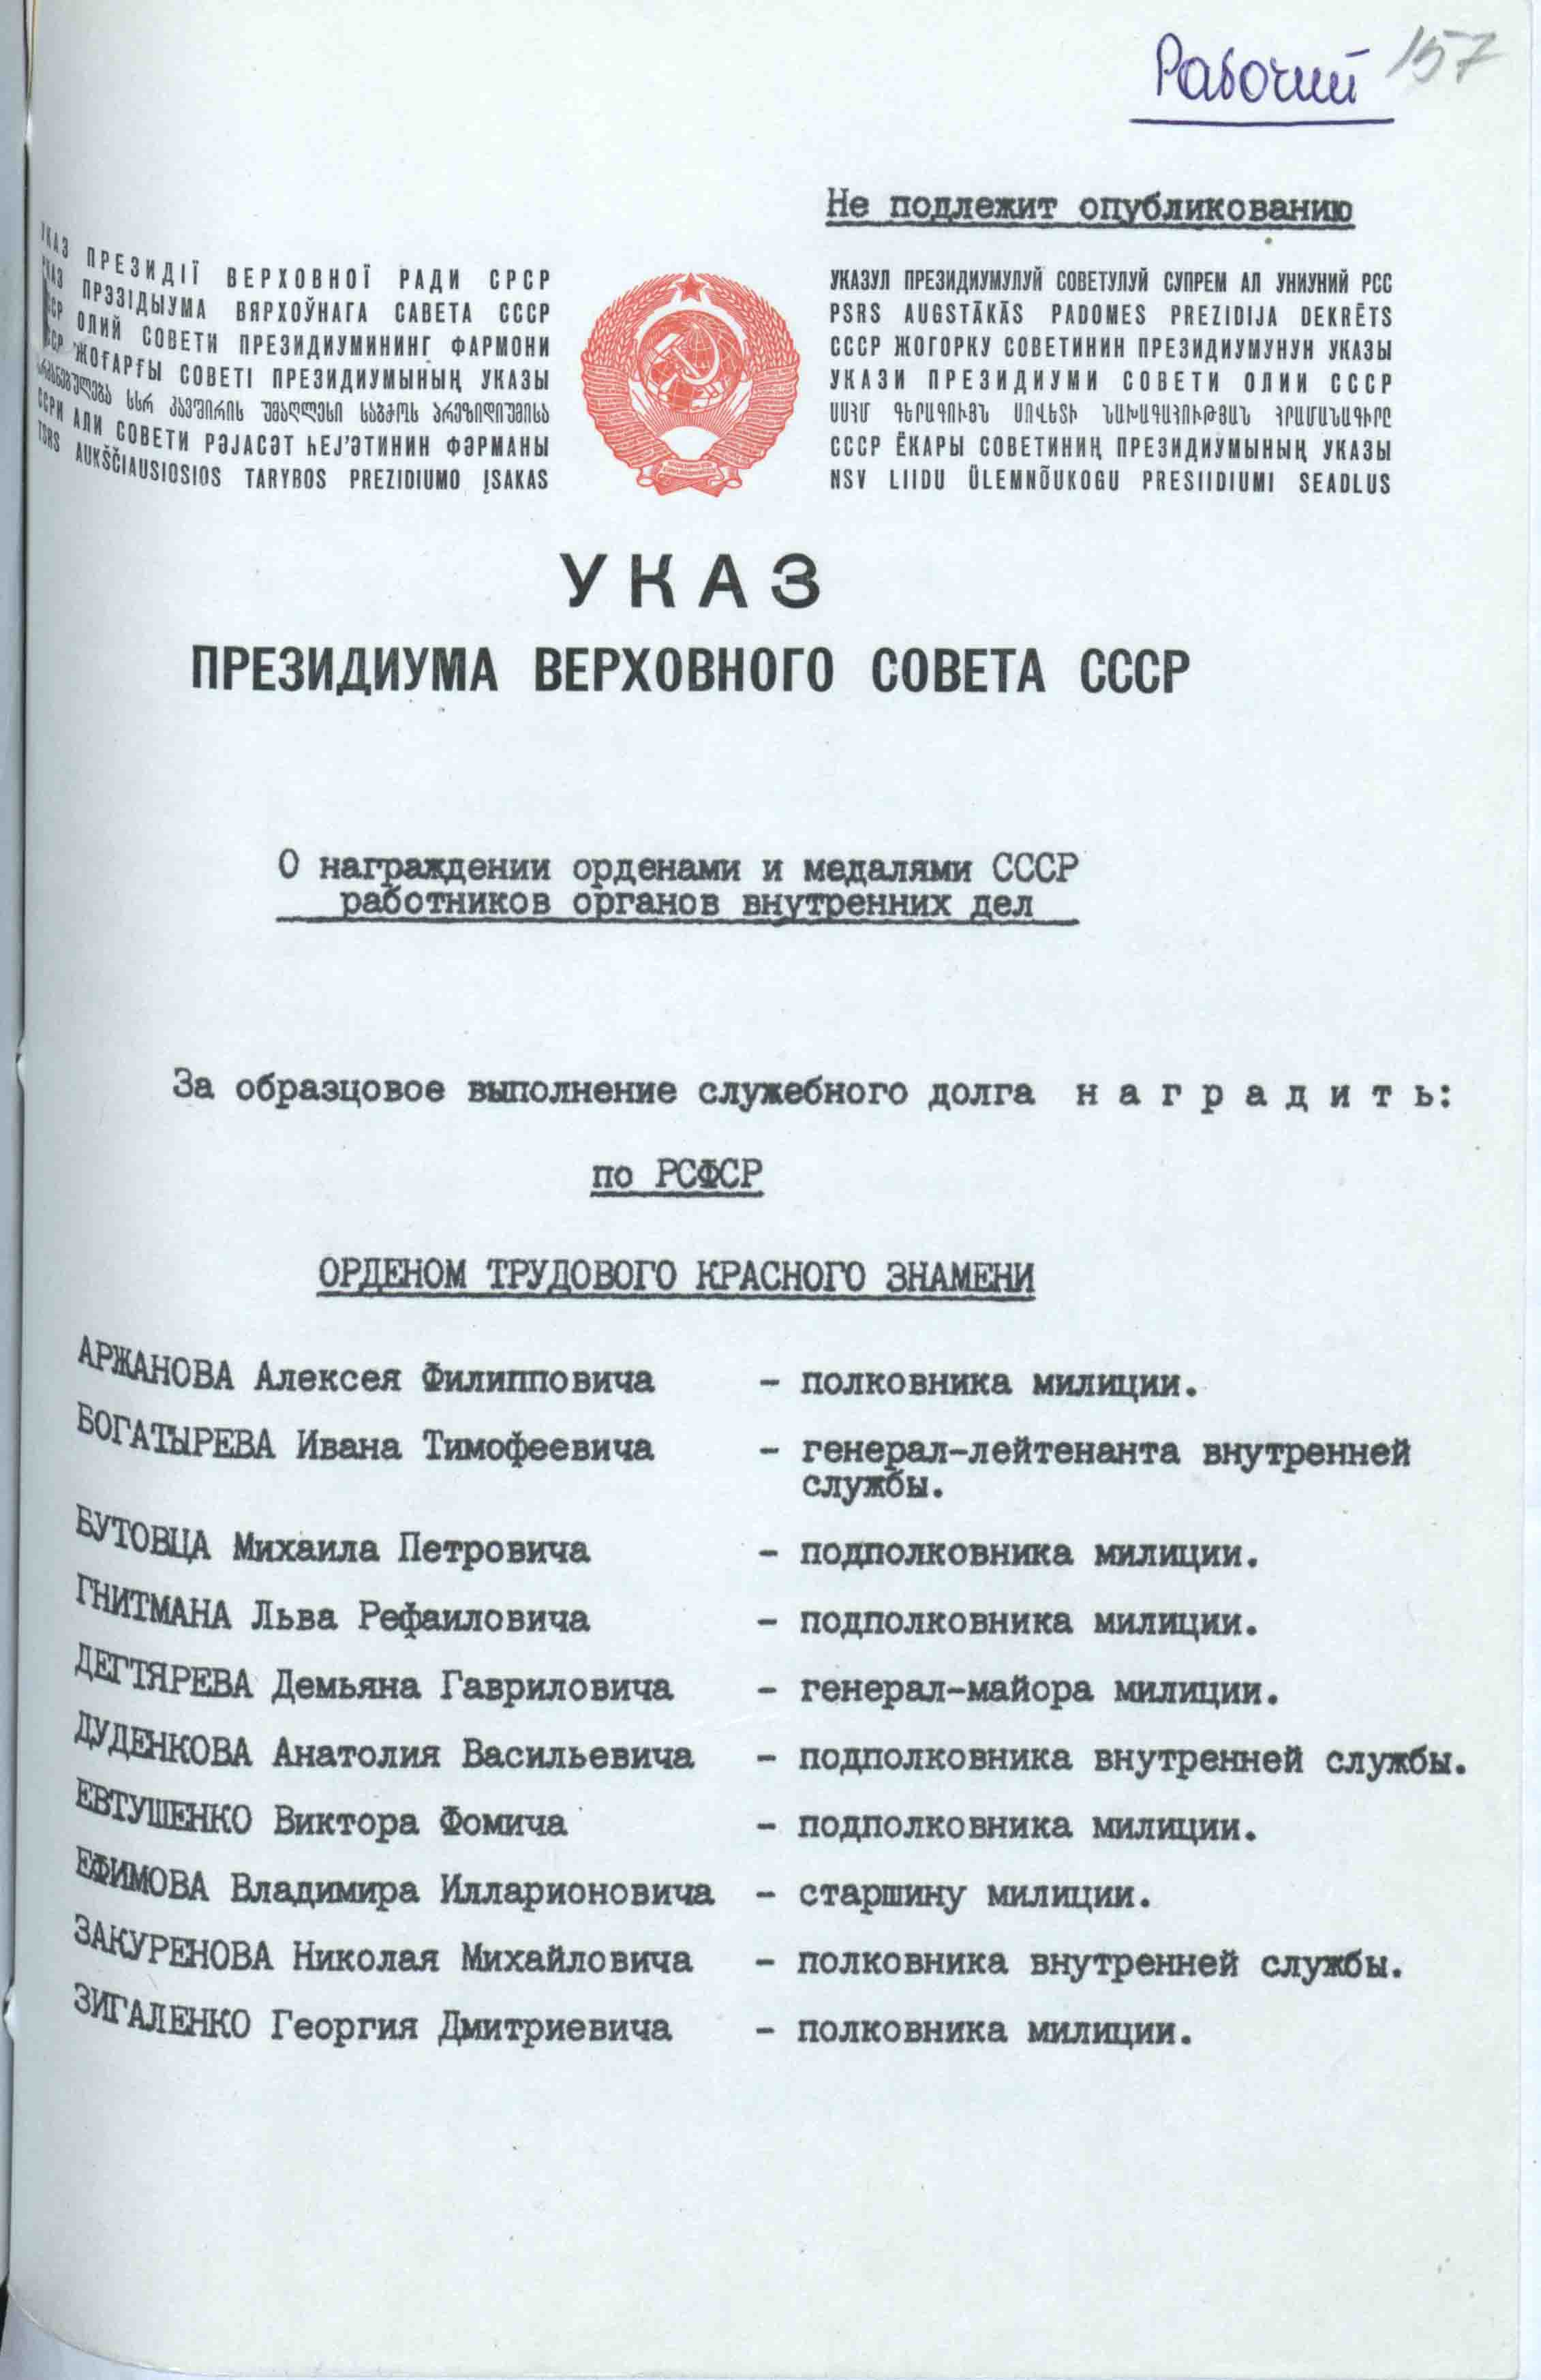 Рабочий 157
Не подлежит опубликованию
УКАЗ ПРЕЗИДІЇ ВЕРХОВНОЇ РАДИ СРСР
УКАЗ ПРЭЗІДЫУМА ВЯРХОЎНАГА САВЕТА СССР
СССР ОЛИЙ СОВЕТИ ПРЕЗИДИУМИНИНГ ФАРМОНИ
СССР ЖОҒАРҒЫ СОВЕТІ ПРЕЗИДИУМЫНЫҢ УКАЗЫ
სსრ კავშირის უმაღლესი საბჭოს პრეზიდიუმის
ССРИ АЛИ СОВЕТИ РӘЈАСӘТ ҺЕЈ'ӘТИНИН ФӘРМАНЫ
TSRS AUKŠČIAUSIOSIOS TARYBOS PREZIDIUMO ĮSAKAS
УКАЗУЛ ПРЕЗИДИУМУЛУЙ СОВЕТУЛУЙ СУПРЕМ АЛ УНИУНИЙ РСС
PSRS AUGSTĀKĀS PADOMES PREZIDIJA DEKRĒTS
СССР ЖОГОРКУ СОВЕТИНИН ПРЕЗИДИУМУНУН УКАЗЫ
УКАЗИ ПРЕЗИДИУМИ СОВЕТИ ОЛИИ СССР
ՍՍՀՄ ԳԵՐԱԳՈՒՅՆ ՍՈՎԵՏԻ ՆԱԽԱԳԱՀՈՒԹՅԱՆ ՀՐԱՄԱՆԱԳԻՐԸ
СССР ЁКАРЫ СОВЕТИНИҢ ПРЕЗИДИУМЫНЫҢ УКАЗЫ
NSV LIIDU ÜLEMNÕUKOGU PRESIIDIUMI SEADLUS
УКАЗ
ПРЕЗИДИУМА ВЕРХОВНОГО СОВЕТА СССР
О награждении орденами и медалями СССР
работников органов внутренних дел
За образцовое выполнение служебного долга н а г р а д и т ь:
по РСФСР
ОРДЕНОМ ТРУДОВОГО КРАСНОГО ЗНАМЕНИ
АРЖАНОВА Алексея Филипповича - полковника милиции.
БОГАТЫРЕВА Ивана Тимофеевича - генерал-лейтенанта внутренней
службы.
БУТОВЦА Михаила Петровича - подполковника милиции.
ГНИТМАНА Льва Рефаиловича - подполковника милиции.
ДЕГТЯРЕВА Демьяна Гавриловича - генерал-майора милиции.
ДУДЕНКОВА Анатолия Васильевича - подполковника внутренней службы.
ЕВТУШЕНКО Виктора Фомича - подполковника милиции.
ЕФИМОВА Владимира Илларионовича - старшину милиции.
ЗАКУРЕНОВА Николая Михайловича - полковника внутренней службы.
ЗИГАЛЕНКО Георгия Дмитриевича - полковника милиции.